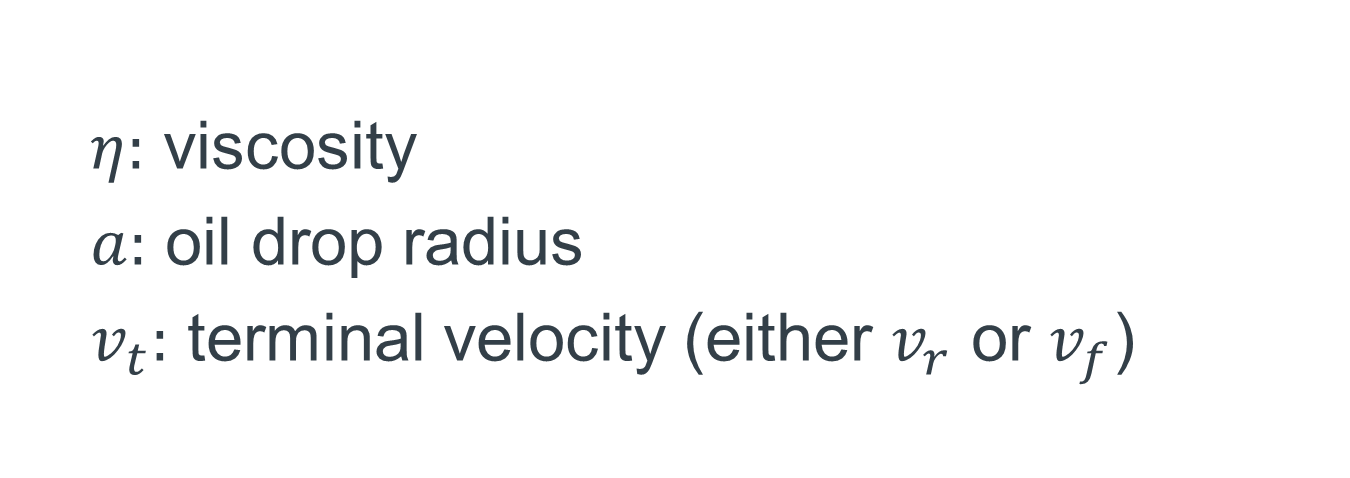 η: viscosity
a: oil drop radius
v_t: terminal velocity (either v_r or v_f)